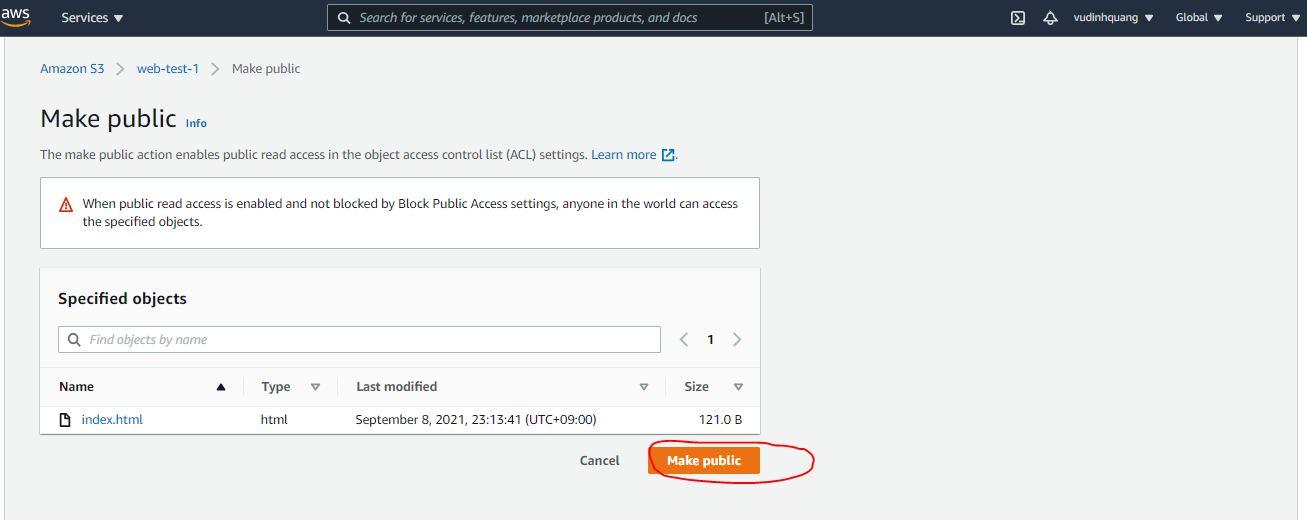 aws Services Search for services, features, marketplace products, and docs [Alt+S] vudinhquang Global Support
Amazon S3 web-test-1 Make public
Make public Info
The make public action enables public read access in the object access control list (ACL) settings. Learn more .
When public read access is enabled and not blocked by Block Public Access settings, anyone in the world can access
the specified objects.
Specified objects
Find objects by name 1
Name Type Last modified Size
index.html html September 8, 2021, 23:13:41 (UTC+09:00) 121.0 B
Cancel Make public